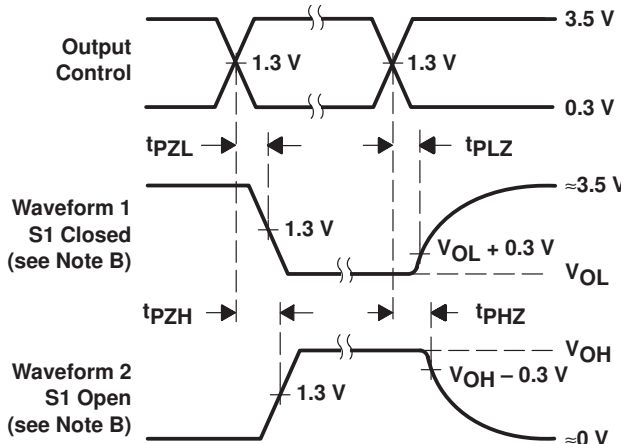 3.5 V
Output
Control
1.3 V
1.3 V
0.3 V
tPZL
tPLZ
≈3.5 V
Waveform 1
S1 Closed
(see Note B)
1.3 V
VOL + 0.3 V
VOL
tPZH
tPHZ
VOH
Waveform 2
S1 Open
(see Note B)
1.3 V
VOH – 0.3 V
≈0 V